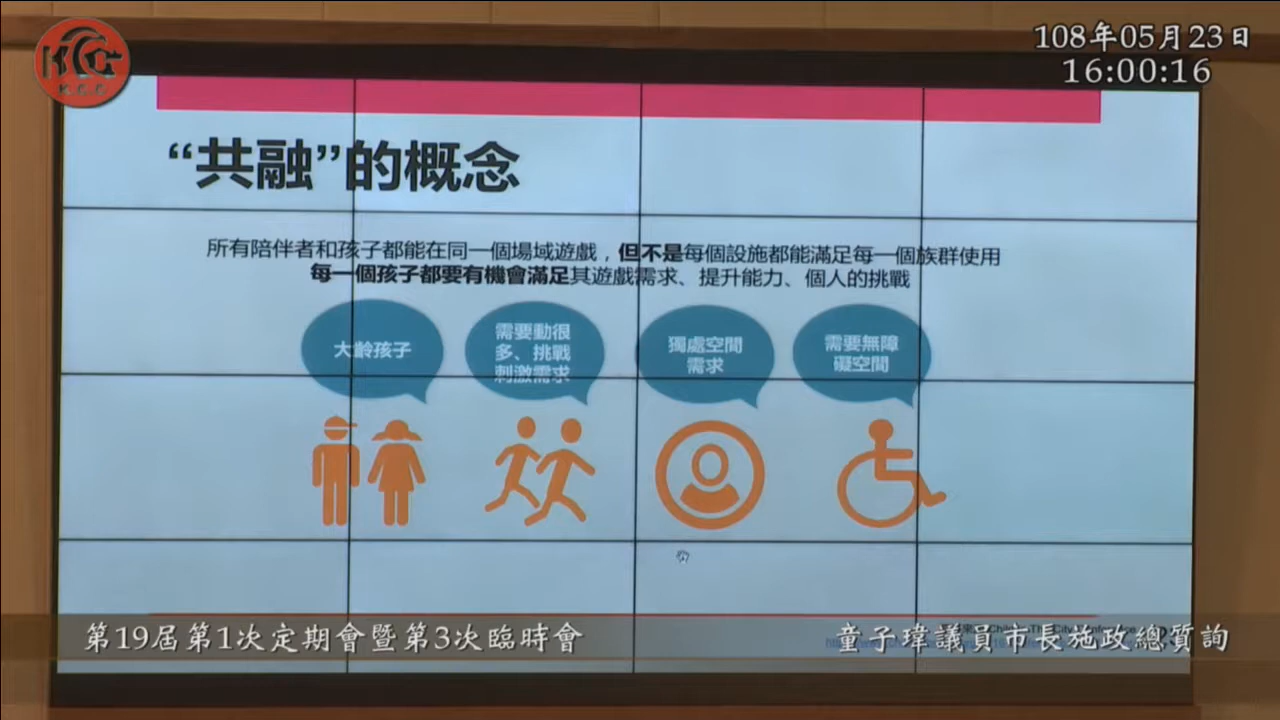 KCG
K.C.C.
108年05月23日
16:00:16
“共融”的概念
所有陪伴者和孩子都能在同一個場域遊戲，但不是每個設施都能滿足每一個族群使用
每一個孩子都要有機會滿足其遊戲需求、提升能力、個人的挑戰
大齡孩子
需要動很
多、挑戰
刺激需求
獨處空間
需求
需要無障
礙空間
第19屆第1次定期會暨第3次臨時會
童子瑋議員市長施政總質詢